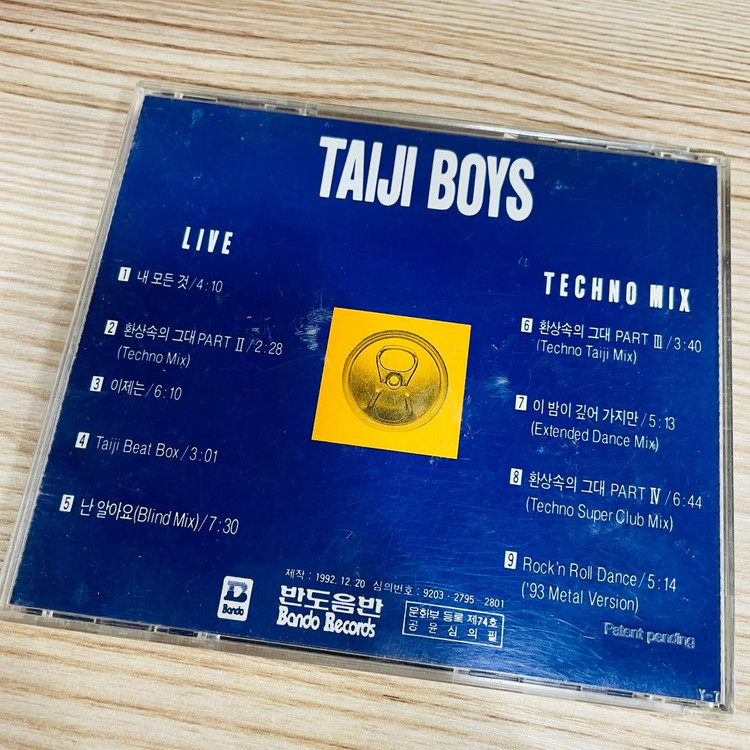 TAIJI BOYS
LIVE
1 내 모든 것/4:10
2 환상속의 그대 PART Ⅱ/2:28
(Techno Mix)
3 이제는/6:10
4 Taiji Beat Box/3:01
5 난 알아요(Blind Mix)/7:30
TECHNO MIX
6 환상속의 그대 PART Ⅲ/3:40
(Techno Taiji Mix)
7 이 밤이 깊어 가지만/5:13
(Extended Dance Mix)
8 환상속의 그대 PART Ⅳ/6:44
(Techno Super Club Mix)
9 Rock'n Roll Dance/5:14
('93 Metal Version)
제작 : 1992. 12. 20 심의번호 : 9203·2795-2801
Bando
반도음반
Bando Records
문화부 등록 제74호
공윤심의필
Patent pending